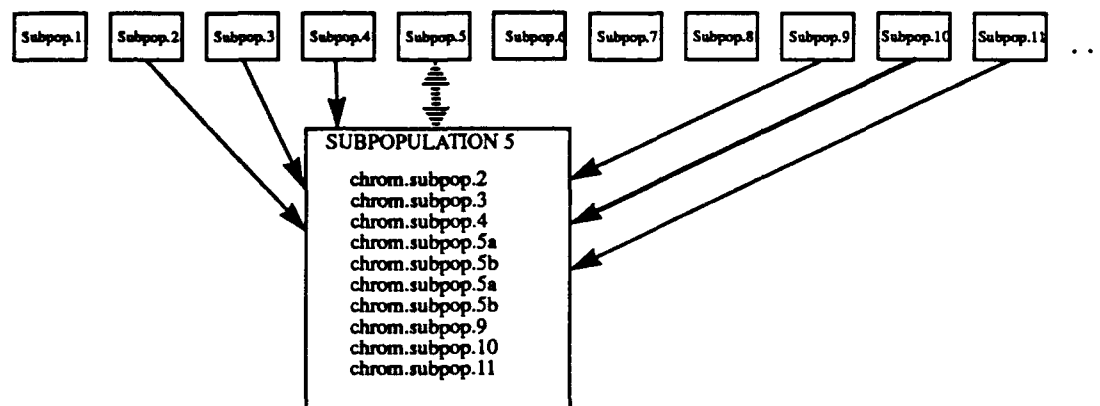 Subpop.1 Subpop.2 Subpop.3 Subpop.4 Subpop.5 Subpop.6 Subpop.7 Subpop.8 Subpop.9 Subpop.10 Subpop.11 . .
SUBPOPULATION 5
chrom.subpop.2
chrom.subpop.3
chrom.subpop.4
chrom.subpop.5a
chrom.subpop.5b
chrom.subpop.5a
chrom.subpop.5b
chrom.subpop.9
chrom.subpop.10
chrom.subpop.11